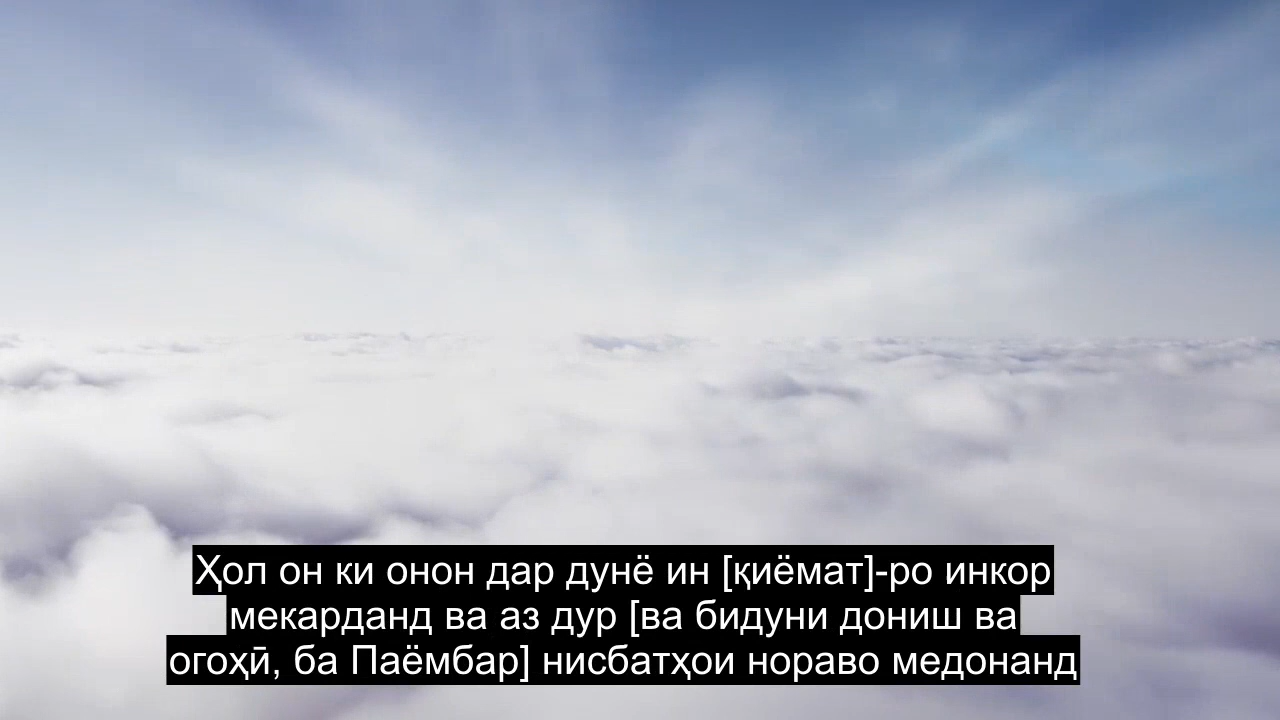 Ҳол он ки онон дар дунё ин [қиёмат]-ро инкор
мекарданд ва аз дур [ва бидуни дониш ва
огоҳӣ, ба Паёмбар] нисбатҳои нораво медонанд